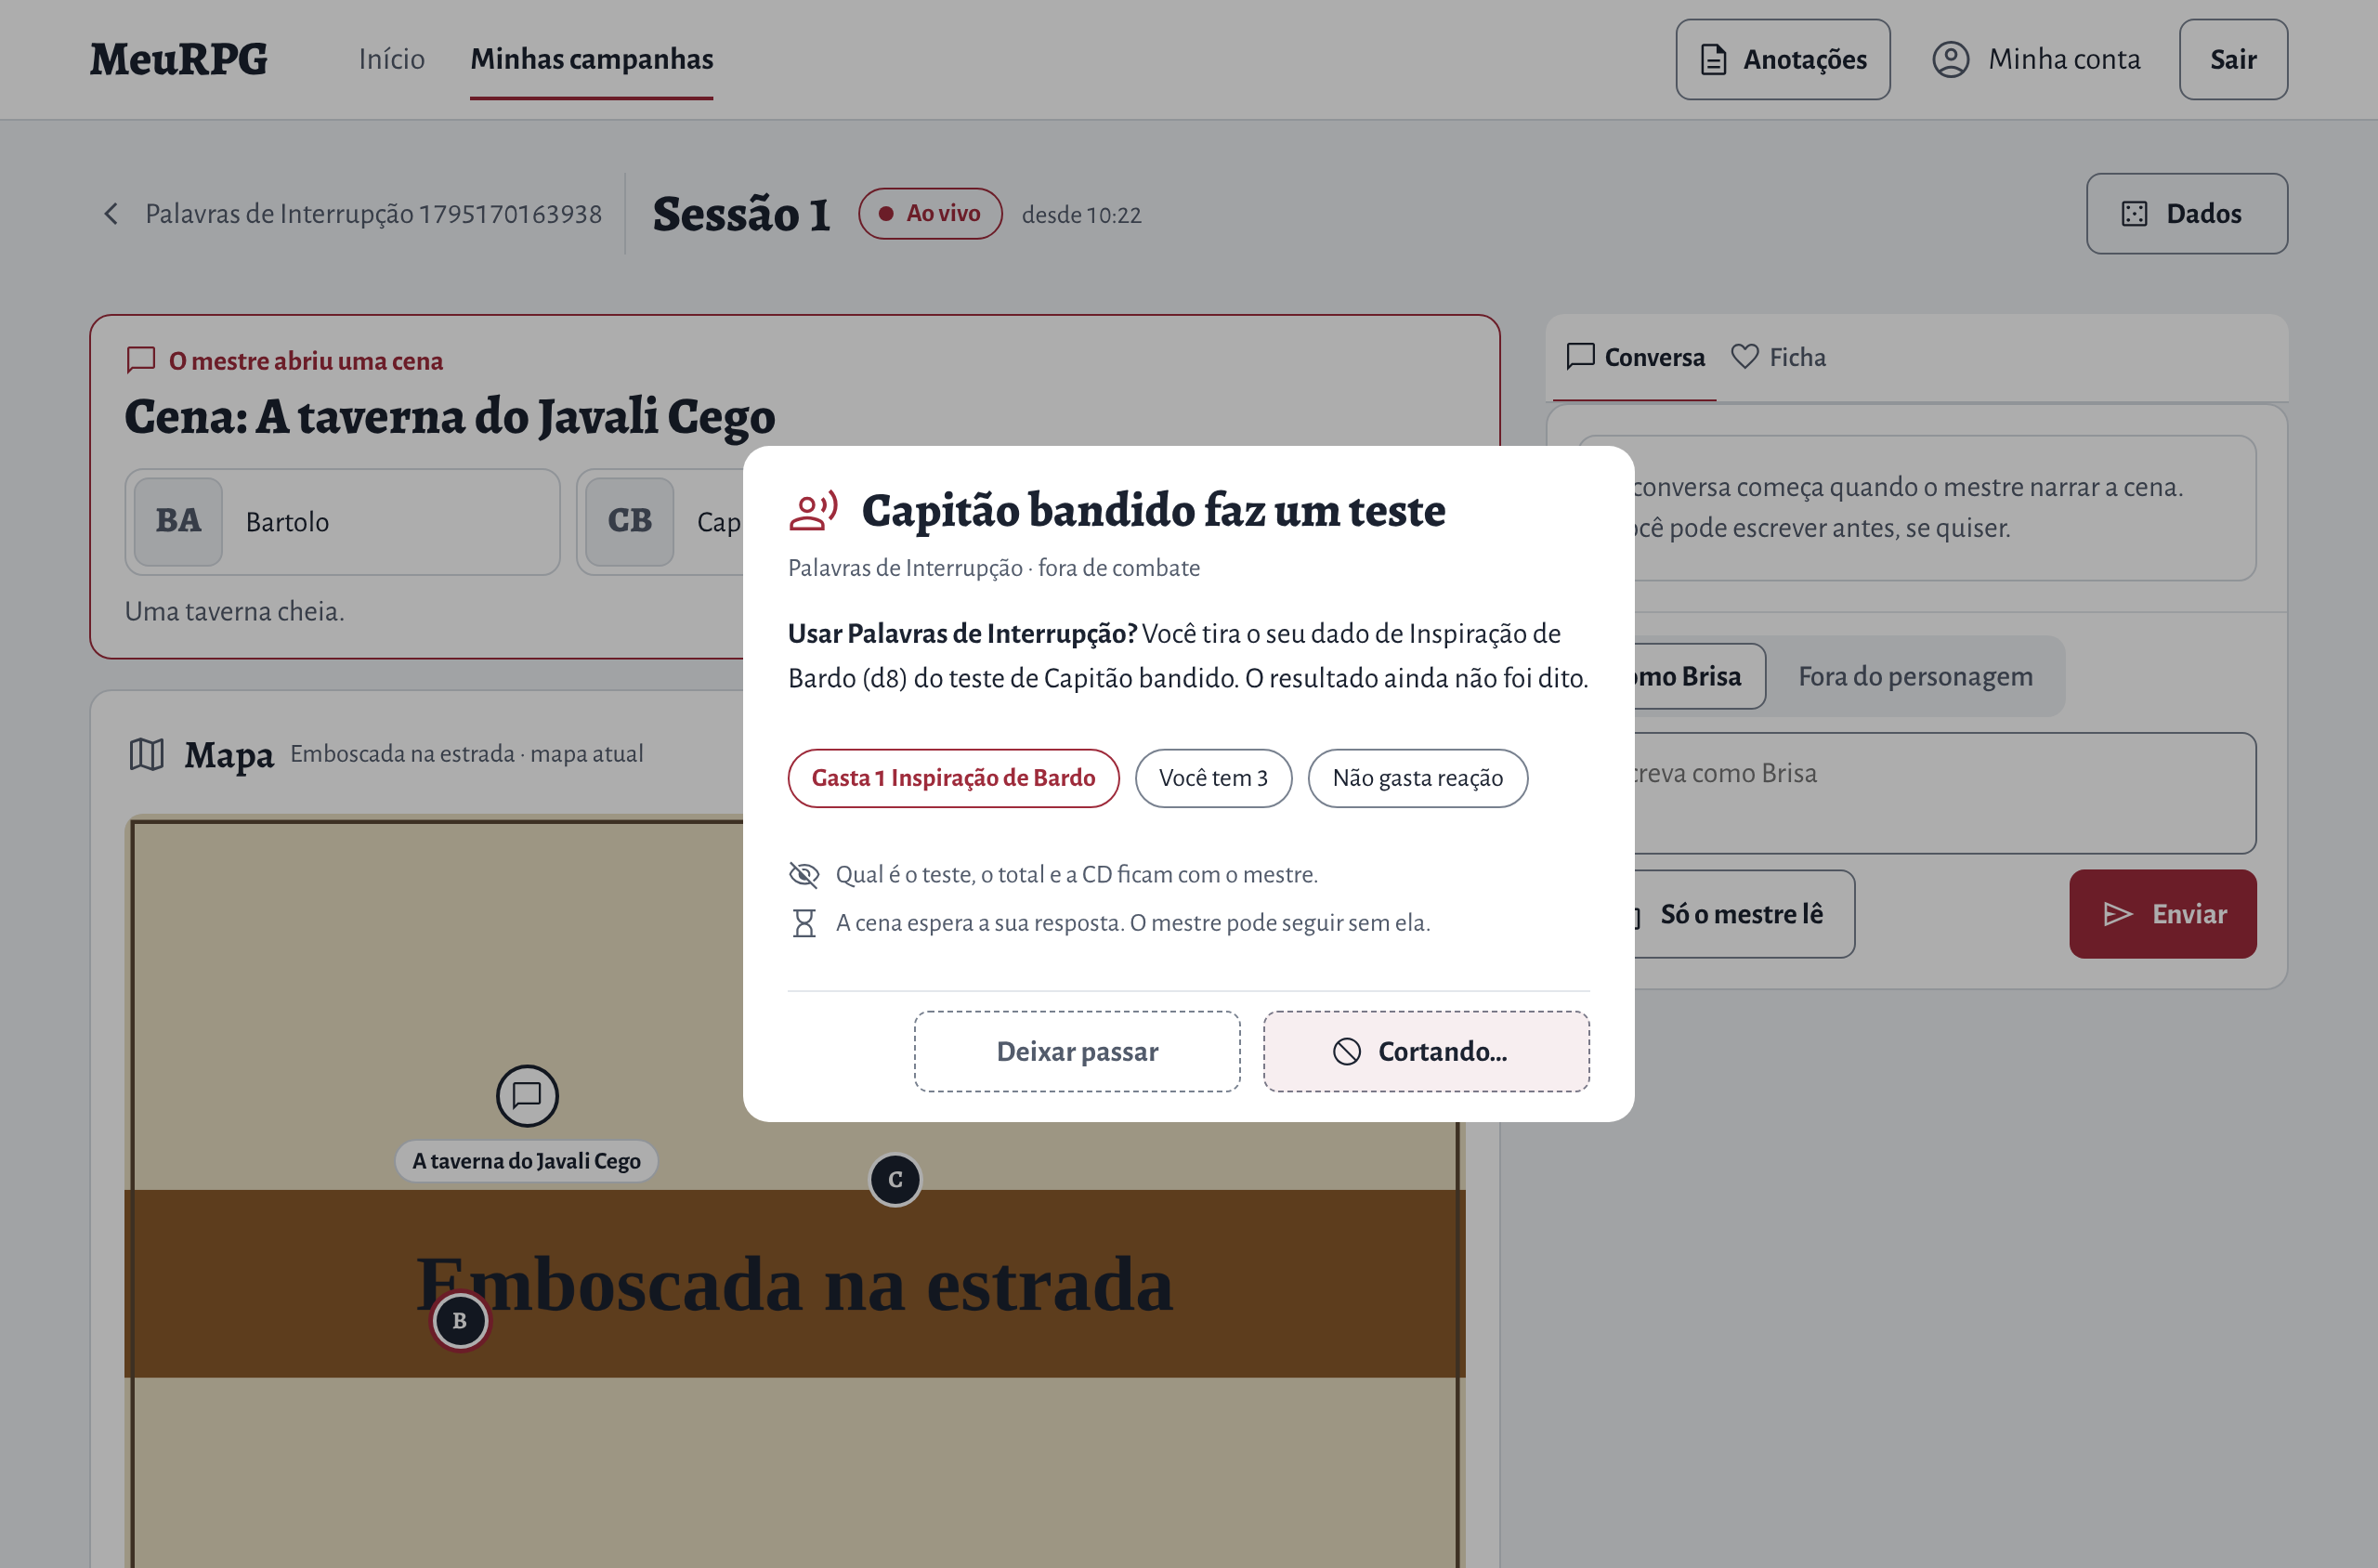 MeuRPG
Início
Minhas campanhas
Anotações
Minha conta
Sair
Palavras de Interrupção 1795170163938
Sessão 1
Ao vivo
desde 10:22
Dados
O mestre abriu uma cena
Cena: A taverna do Javali Cego
BA
Bartolo
CB
Cap
Uma taverna cheia.
Mapa
Emboscada na estrada · mapa atual
A taverna do Javali Cego
C
Emboscada na estrada
B
Capitão bandido faz um teste
Palavras de Interrupção · fora de combate
Usar Palavras de Interrupção? Você tira o seu dado de Inspiração de
Bardo (d8) do teste de Capitão bandido. O resultado ainda não foi dito.
Gasta 1 Inspiração de Bardo
Você tem 3
Não gasta reação
Qual é o teste, o total e a CD ficam com o mestre.
A cena espera a sua resposta. O mestre pode seguir sem ela.
Deixar passar
Cortando...
Conversa
Ficha
conversa começa quando o mestre narrar a cena.
ocê pode escrever antes, se quiser.
omo Brisa
Fora do personagem
creva como Brisa
Só o mestre lê
Enviar